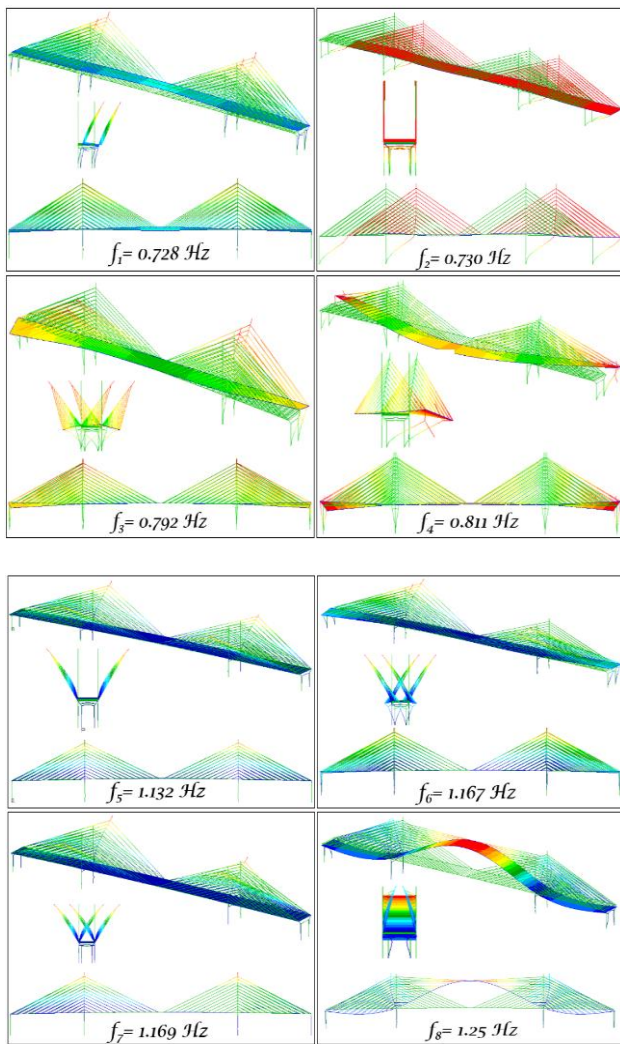 f₁= 0.728 Hz
f₂= 0.730 Hz
f₃= 0.792 Hz
f₄= 0.811 Hz
f₅= 1.132 Hz
f₆= 1.167 Hz
f₇= 1.169 Hz
f₈= 1.25 Hz